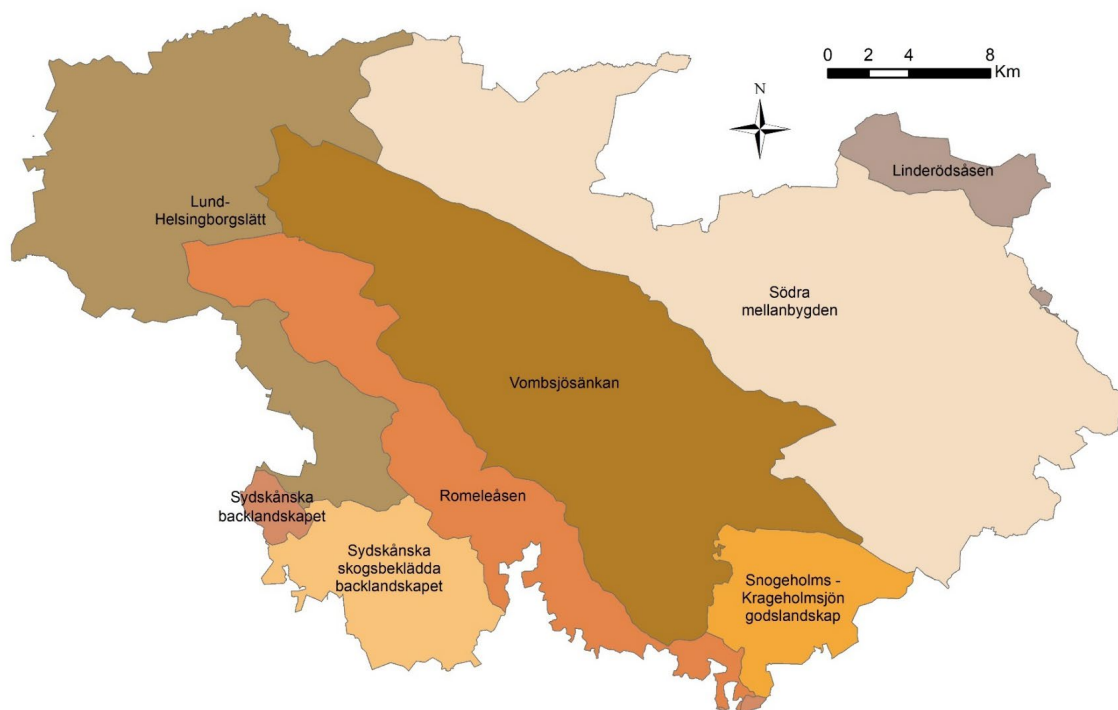 0 2 4 8
Km
N
Linderödsåsen
Lund-
Helsingborgslätt
Södra
mellanbygden
Vombsjösänkan
Sydskånska
backlandskapet
Romeleåsen
Sydskånska
skogsbeklädda
backlandskapet
Snogeholms -
Krageholmsjön
godslandskap